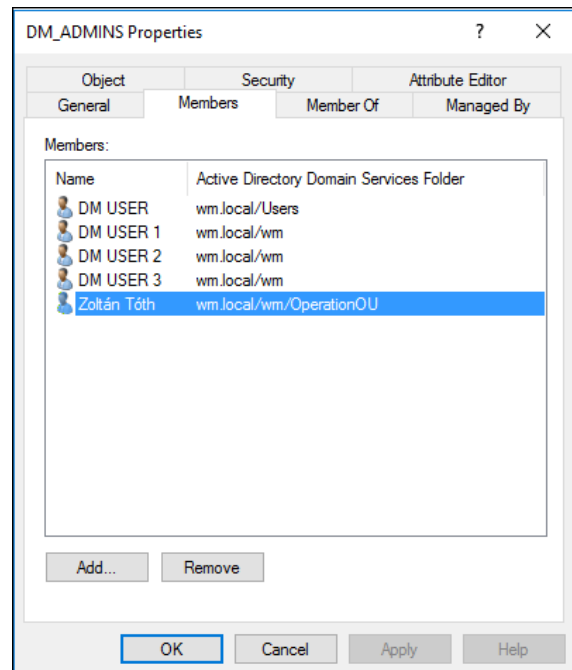 DM_ADMINS Properties ? ×
Object Security Attribute Editor
General Members Member Of Managed By
Members:
Name Active Directory Domain Services Folder
DM USER wm.local/Users
DM USER 1 wm.local/wm
DM USER 2 wm.local/wm
DM USER 3 wm.local/wm
Zoltán Tóth wm.local/wm/OperationOU
Add... Remove
OK Cancel Apply Help